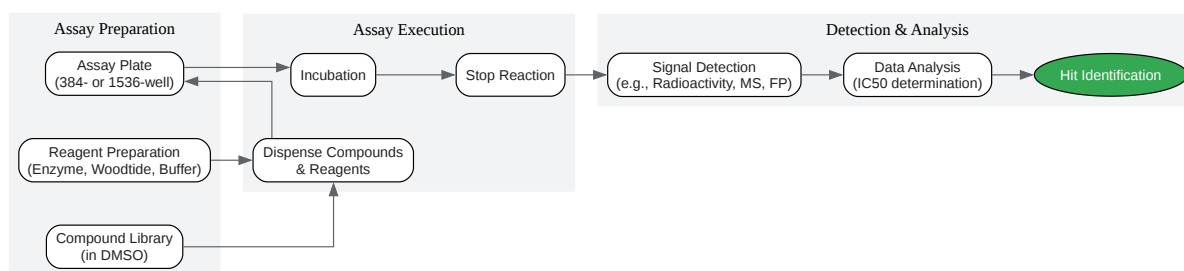 Assay Preparation
Assay Plate
(384- or 1536-well)
Reagent Preparation
(Enzyme, Woodtide, Buffer)
Compound Library
(in DMSO)
Assay Execution
Incubation
Stop Reaction
Dispense Compounds
& Reagents
Detection & Analysis
Signal Detection
(e.g., Radioactivity, MS, FP)
Data Analysis
(IC50 determination)
Hit Identification